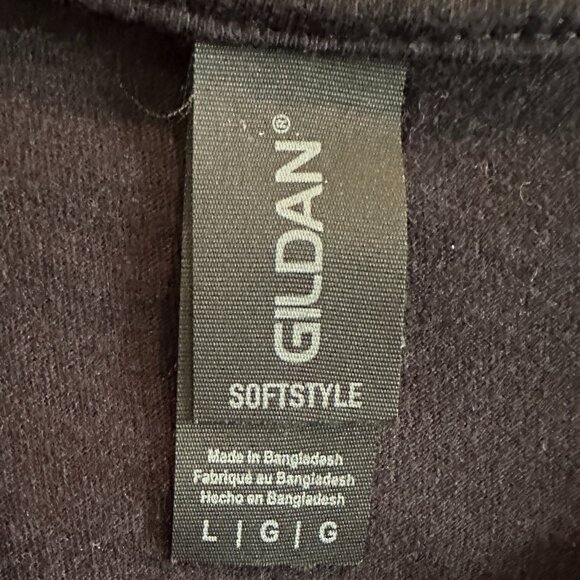 GILDAN®
SOFTSTYLE
Made in Bangladesh
Fabriqué au Bangladesh
Hecho en Bangladesh
L | G | G